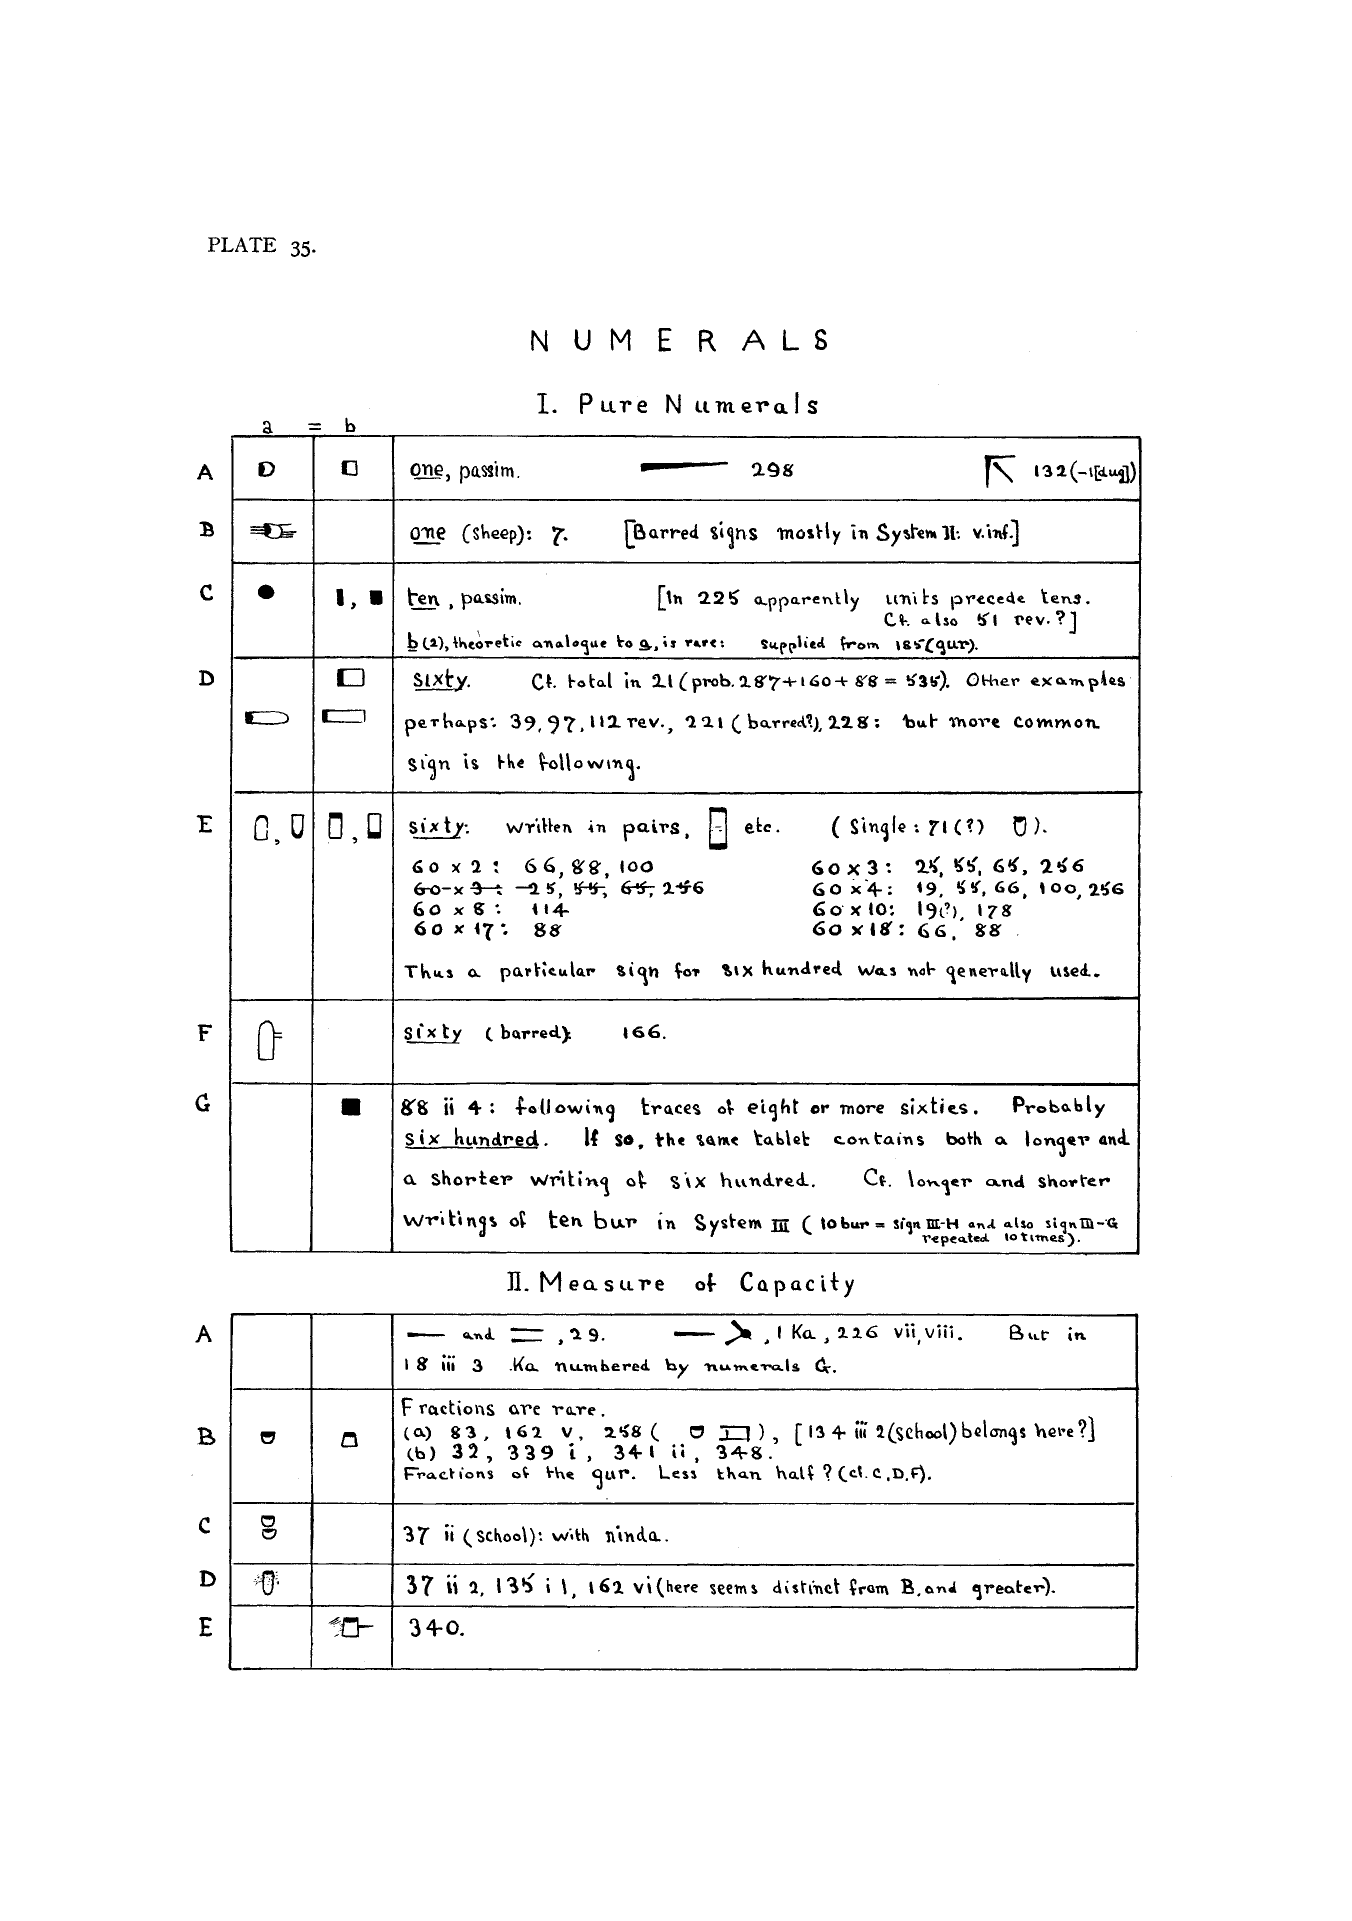 PLATE 35.
NUMERALS
I. Pure Numerals
a = b
A one, passim. 298 132(-1[dug])
B one (sheep): 7. [Barred signs mostly in System II: v.inf.]
C ten, passim. [In 225 apparently units precede tens.
Cf. also 51 rev.?]
b(2), theoretic analogue to a, is rare: supplied from 185(gur).
D sixty. Cf. total in 21 (prob. 287+160+88=535). Other examples
perhaps: 39, 97, 112 rev., 221 (barred?), 228: but more common
sign is the following.
E sixty: written in pairs, etc. (Single: 71(?) ).
60 x 2: 66, 88, 100 60 x 3: 25, 55, 65, 256
60 x 3: 25, 55, 65, 256 60 x 4: 19, 55, 66, 100, 256
60 x 8: 114 60 x 10: 19(?), 178
60 x 17: 88 60 x 18: 66, 88
Thus a particular sign for six hundred was not generally used.
F sixty (barred): 166.
G 88 ii 4: following traces of eight or more sixties. Probably
six hundred. If so, the same tablet contains both a longer and
a shorter writing of six hundred. Cf. longer and shorter
writings of ten bur in System III (10 bur = sign III-H and also sign III-G
repeated 10 times).
II. Measure of Capacity
A — and =, 29. , 1 Ka, 226 vii, viii. But in
18 iii 3 Ka numbered by numerals G.
Fractions are rare.
B (a) 83, 162 v, 258 ( ), [134 iii 2 (school) belongs here?]
(b) 32, 339 i, 341 ii, 348.
Fractions of the gur. Less than half? (cf. C, D, F).
C 37 ii (school): with ninda.
D 37 ii 2, 135 i 1, 162 vi (here seems distinct from B, and greater).
E 340.